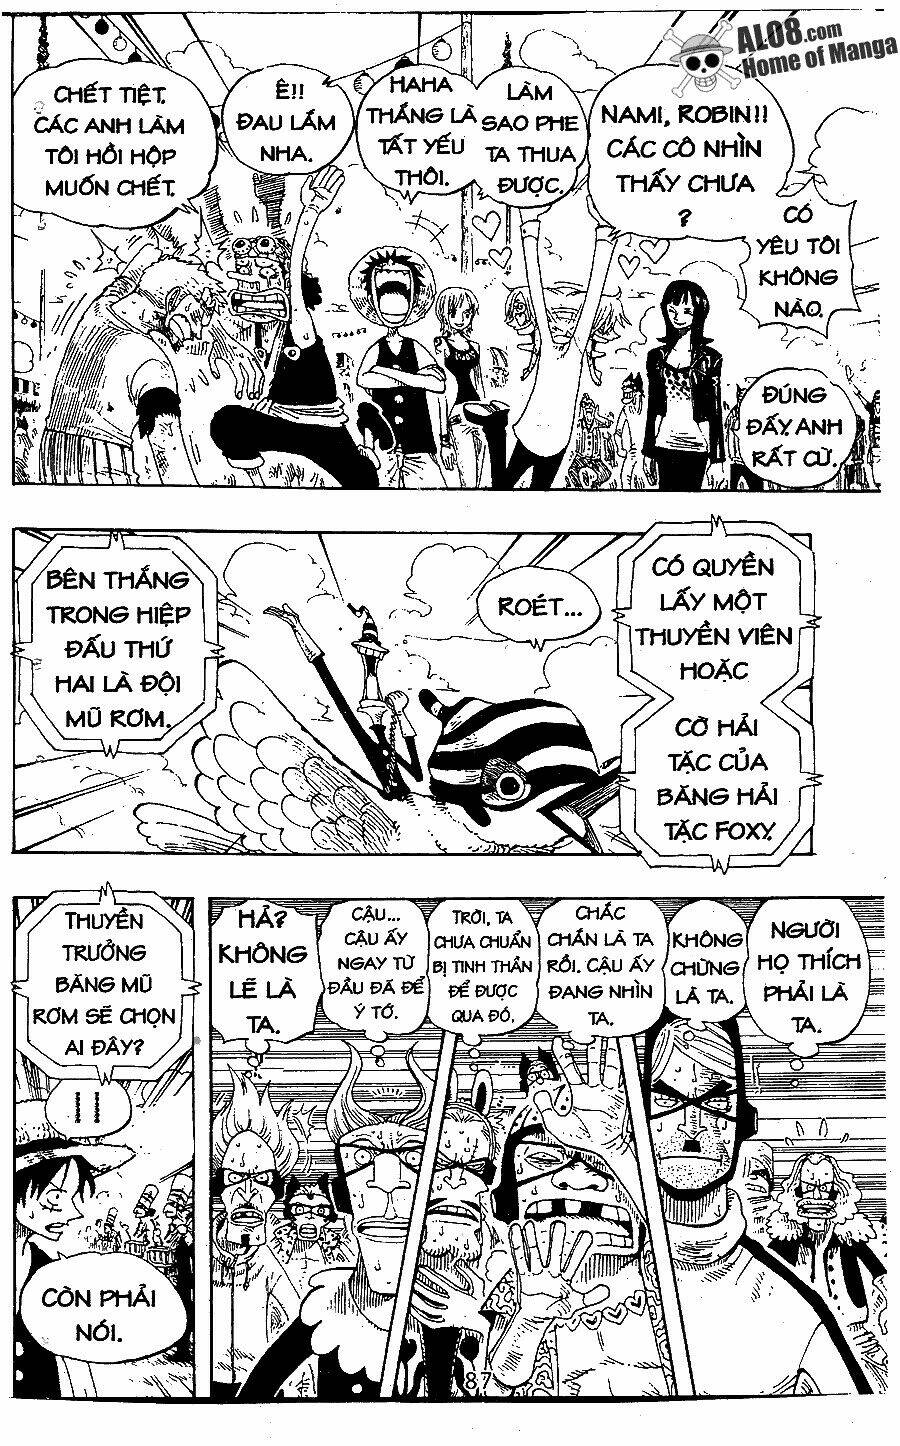 ALO8.com
Home of Manga
CHẾT TIỆT.
CÁC ANH LÀM
TÔI HỒI HỘP
MUỐN CHẾT.
Ê!!
ĐAU LẮM
NHA.
HAHA
THẮNG LÀ
TẤT YẾU
THÔI.
LÀM
SAO PHE
TA THUA
ĐƯỢC.
NAMI, ROBIN!!
CÁC CÔ NHÌN
THẤY CHƯA
?
CÓ
YÊU TÔI
KHÔNG
NÀO.
ĐÚNG
ĐẤY. ANH
RẤT CỪ.
BÊN THẮNG
TRONG HIỆP
ĐẤU THỨ
HAI LÀ ĐỘI
MŨ RƠM.
ROÉT...
CÓ QUYỀN
LẤY MỘT
THUYỀN VIÊN
HOẶC
CỜ HẢI
TẶC CỦA
BĂNG HẢI
TẶC FOXY.
THUYỀN
TRƯỞNG
BĂNG MŨ
RƠM SẼ CHỌN
AI ĐÂY?
!!
CÒN PHẢI
NÓI.
HẢ?
KHÔNG
LẼ LÀ
TA.
CẬU...
CẬU ẤY
NGAY TỪ
ĐẦU ĐÃ ĐỂ
Ý TỚ.
TRỜI, TA
CHƯA CHUẨN
BỊ TINH THẦN
ĐỂ ĐƯỢC
QUA ĐÓ.
CHẮC
CHẮN LÀ TA
RỒI. CẬU ẤY
ĐANG NHÌN
TA.
KHÔNG
CHỪNG
LÀ TA.
NGƯỜI
HỌ THÍCH
PHẢI LÀ
TA.
87